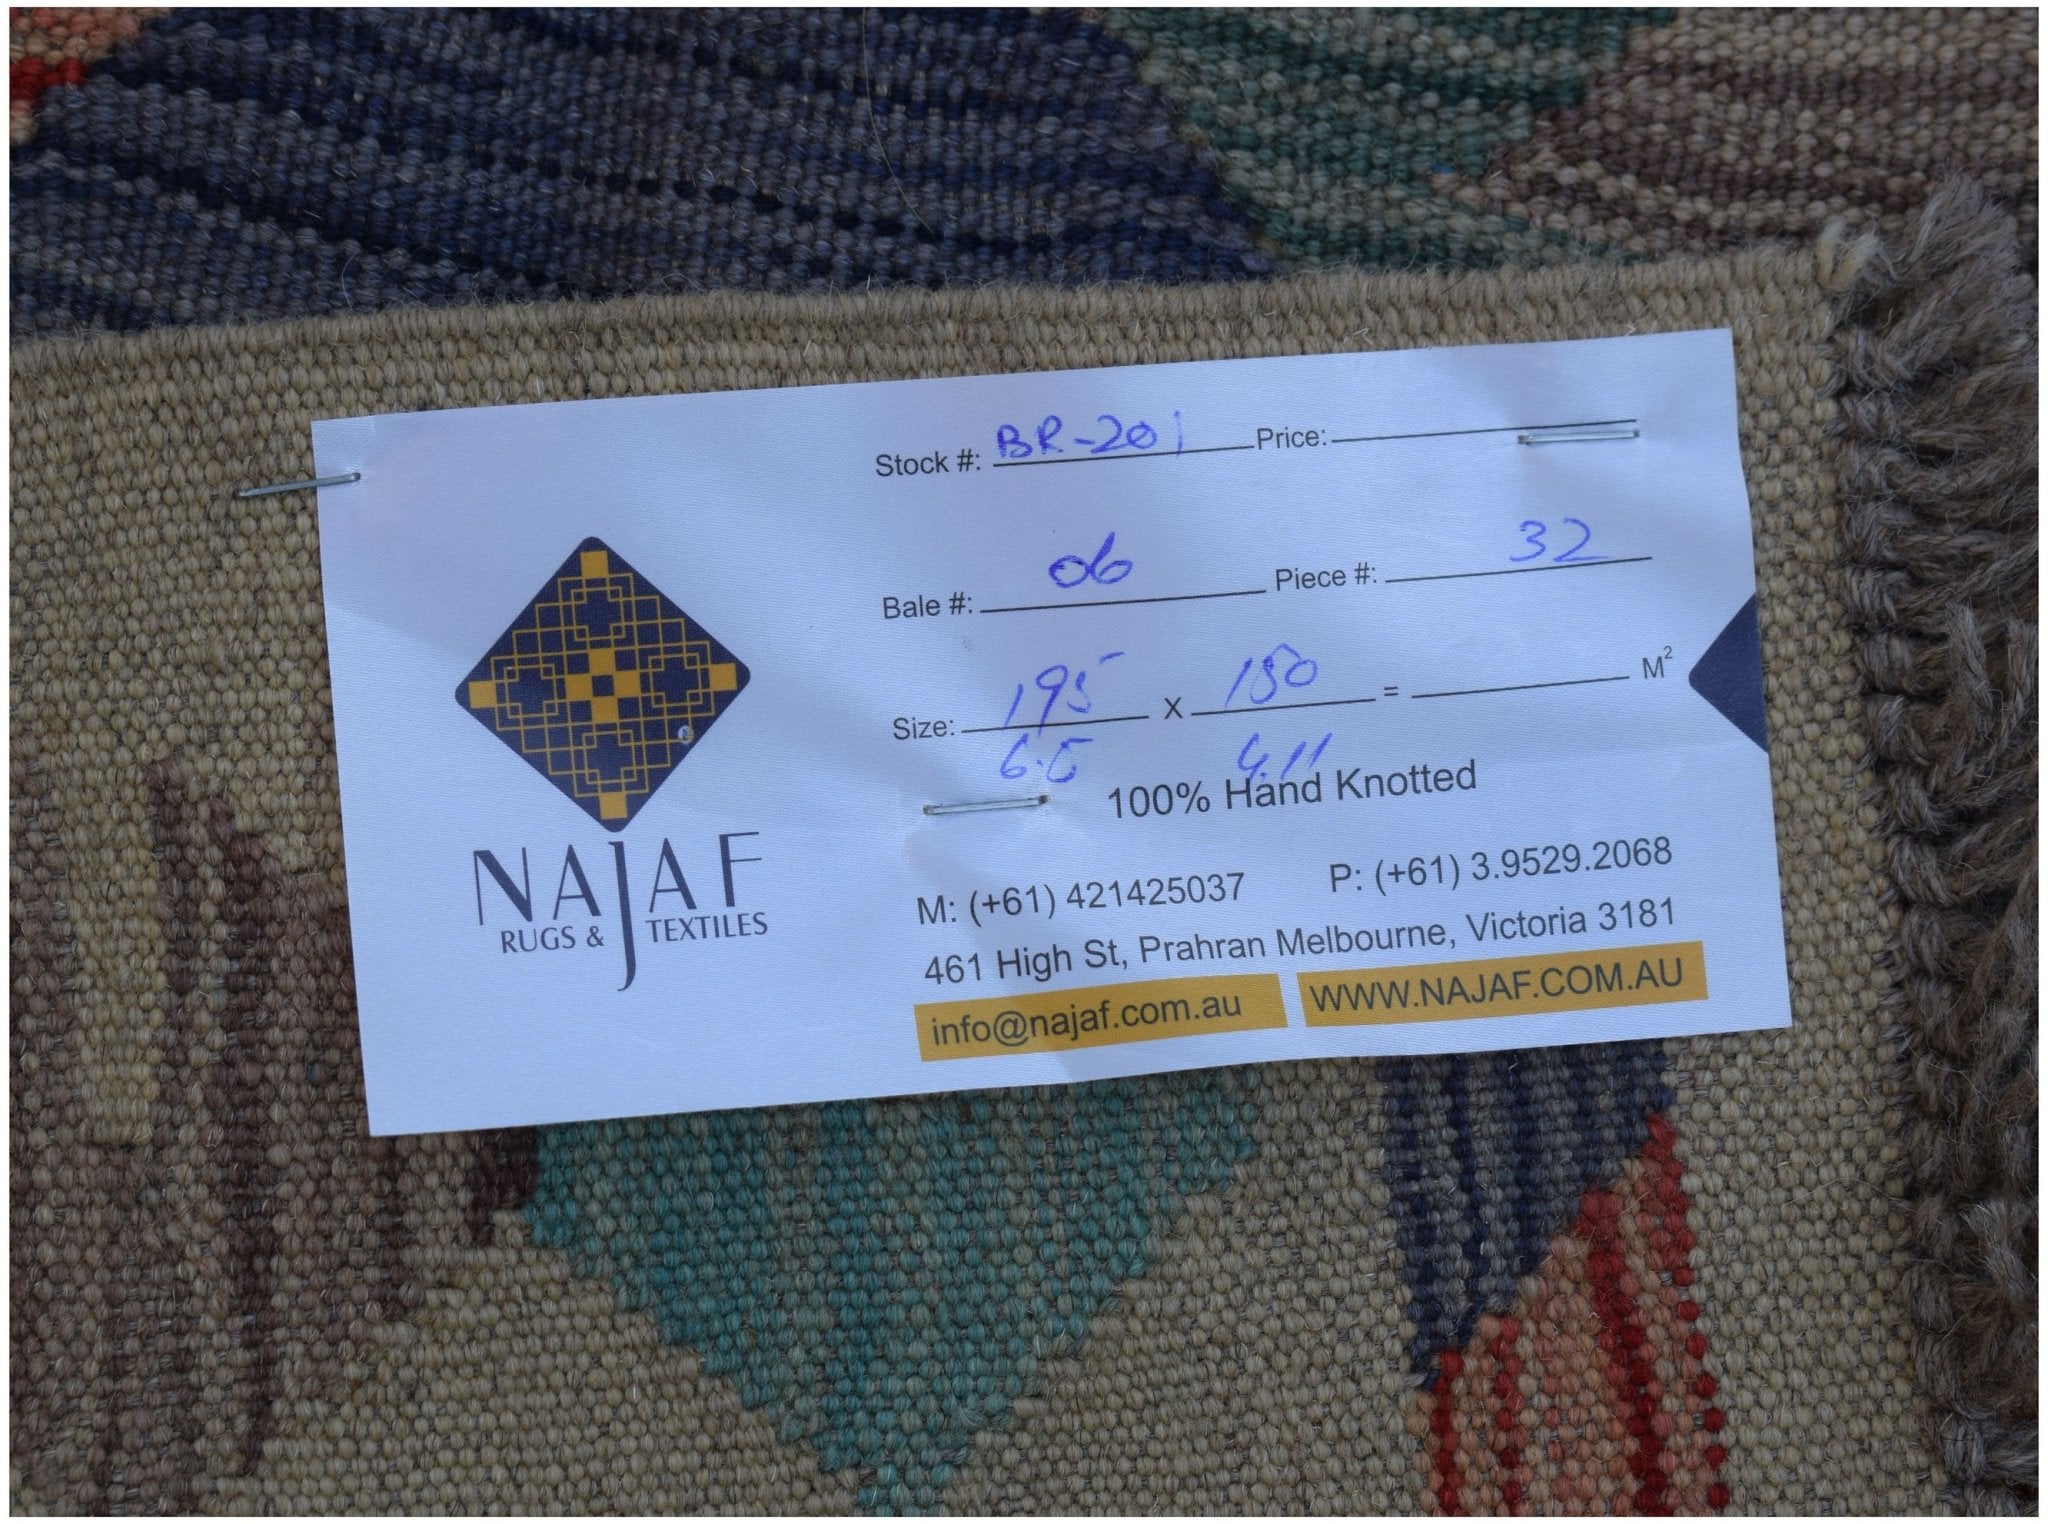 Stock #: BR-201 Price:
Bale #: 06 Piece #: 32
Size: 195 X 150 = M²
6.5 4.11
100% Hand Knotted
NAJAF
RUGS & TEXTILES
M: (+61) 421425037 P: (+61) 3.9529.2068
461 High St, Prahran Melbourne, Victoria 3181
info@najaf.com.au WWW.NAJAF.COM.AU